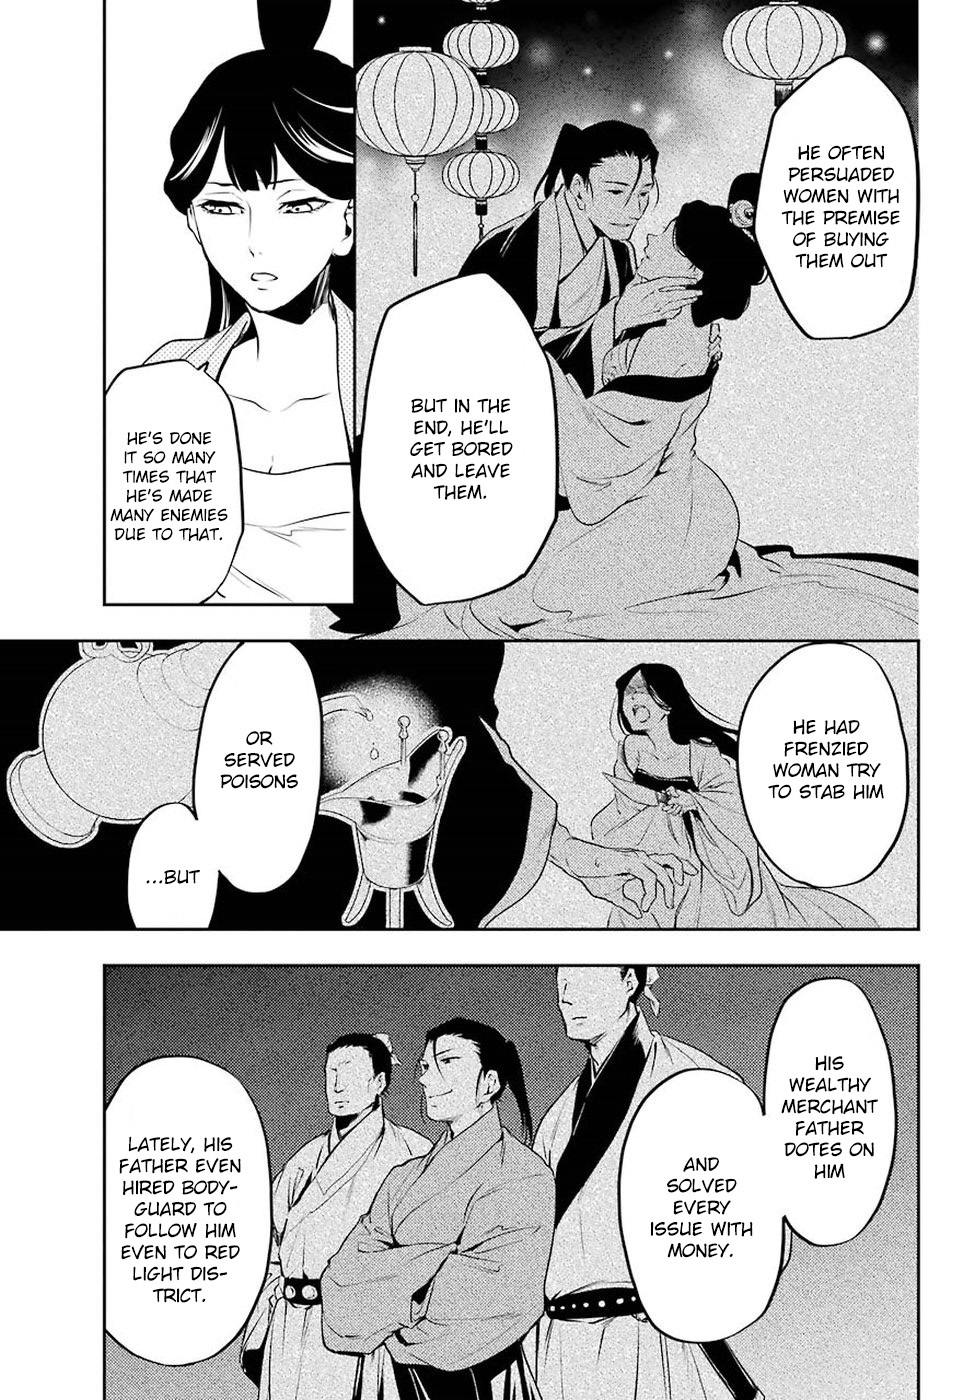 HE OFTEN
PERSUADED
WOMEN WITH
THE PREMISE
OF BUYING
THEM OUT
BUT IN THE
END, HE'LL
GET BORED
AND LEAVE
THEM.
HE'S DONE
IT SO MANY
TIMES THAT
HE'S MADE
MANY ENEMIES
DUE TO THAT.
HE HAD
FRENZIED
WOMAN TRY
TO STAB HIM
OR
SERVED
POISONS
...BUT
HIS
WEALTHY
MERCHANT
FATHER
DOTES ON
HIM
AND
SOLVED
EVERY
ISSUE WITH
MONEY.
LATELY, HIS
FATHER EVEN
HIRED BODY-
GUARD TO
FOLLOW HIM
EVEN TO RED
LIGHT DIS-
TRICT.